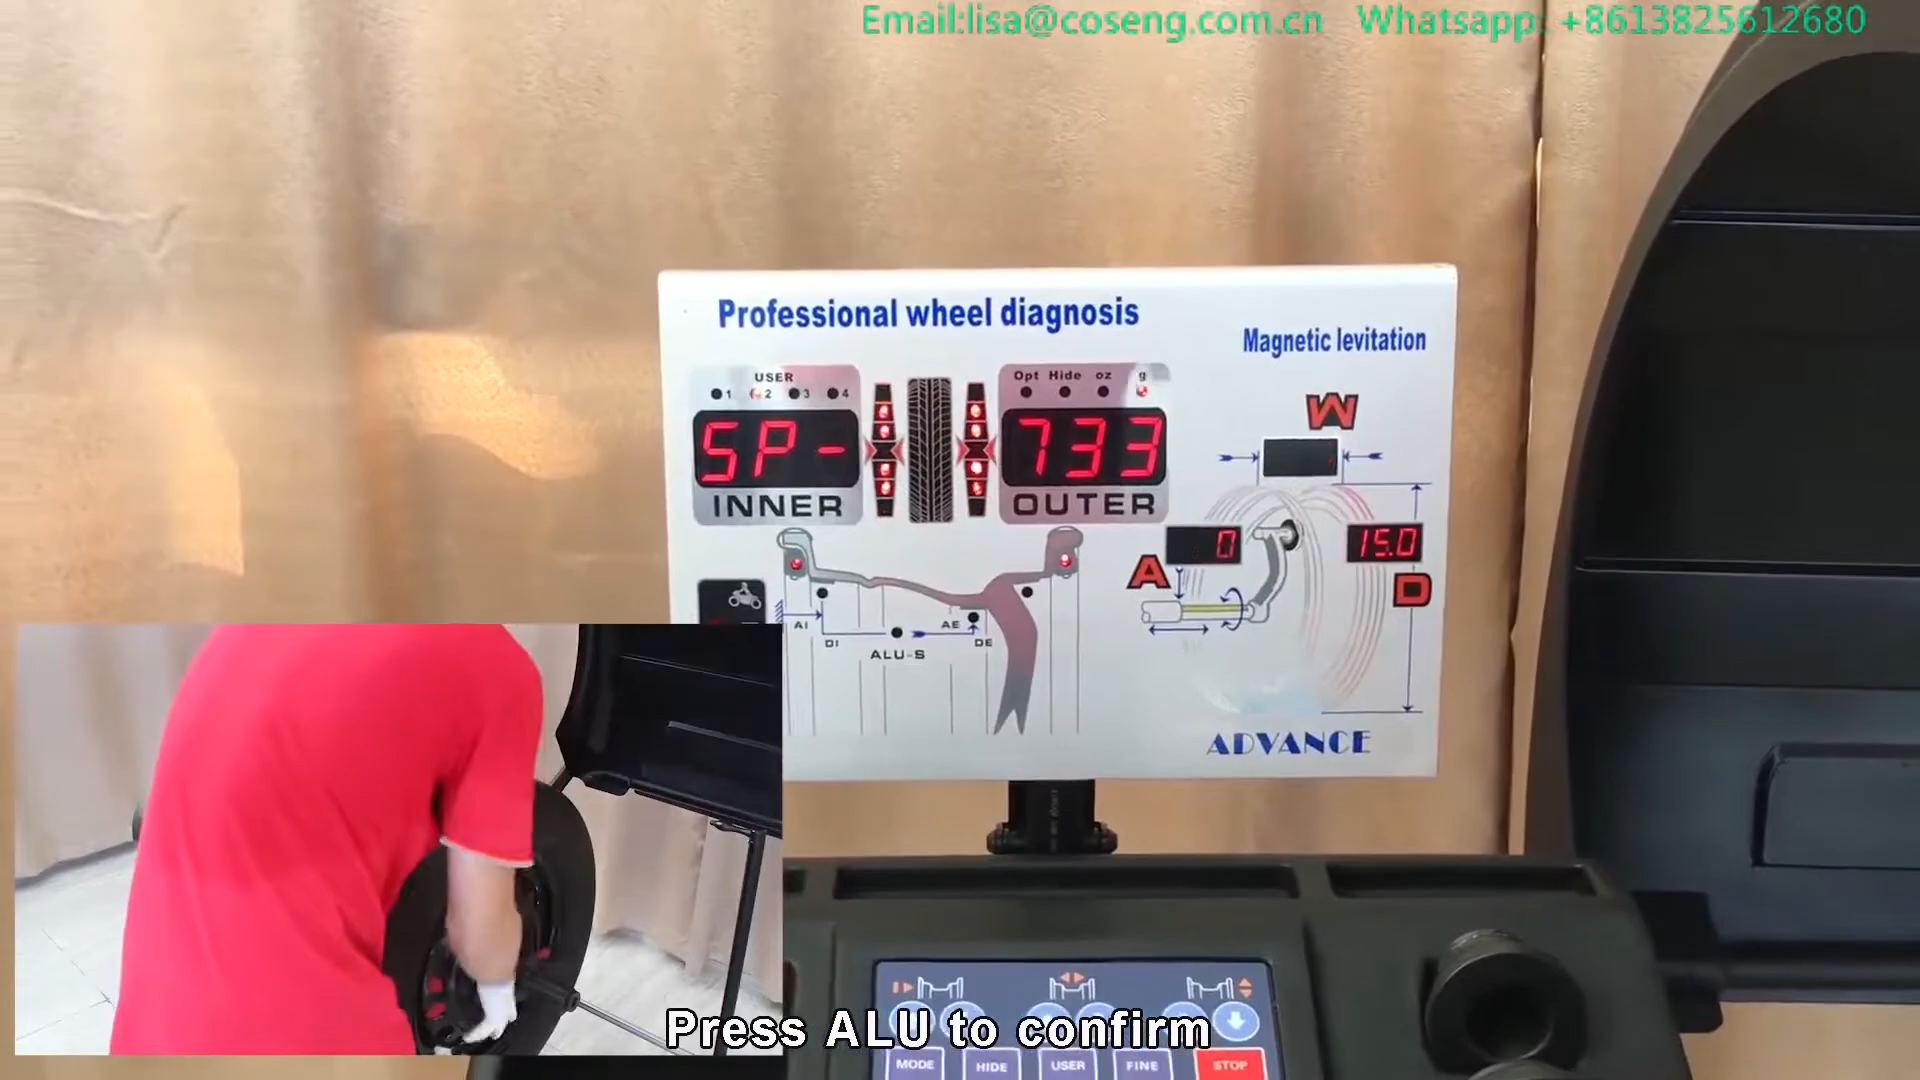 Email:lisa@coseng.com.cn Whatsapp: +8613825612680
Professional wheel diagnosis
Magnetic levitation
USER
1 2 3 4
Opt Hide oz g
SP-
733
INNER
OUTER
W
0
15.0
A
D
AI
AE
DI
DE
ALU-S
ADVANCE
Press ALU to confirm
MODE
HIDE
USER
FINE
STOP